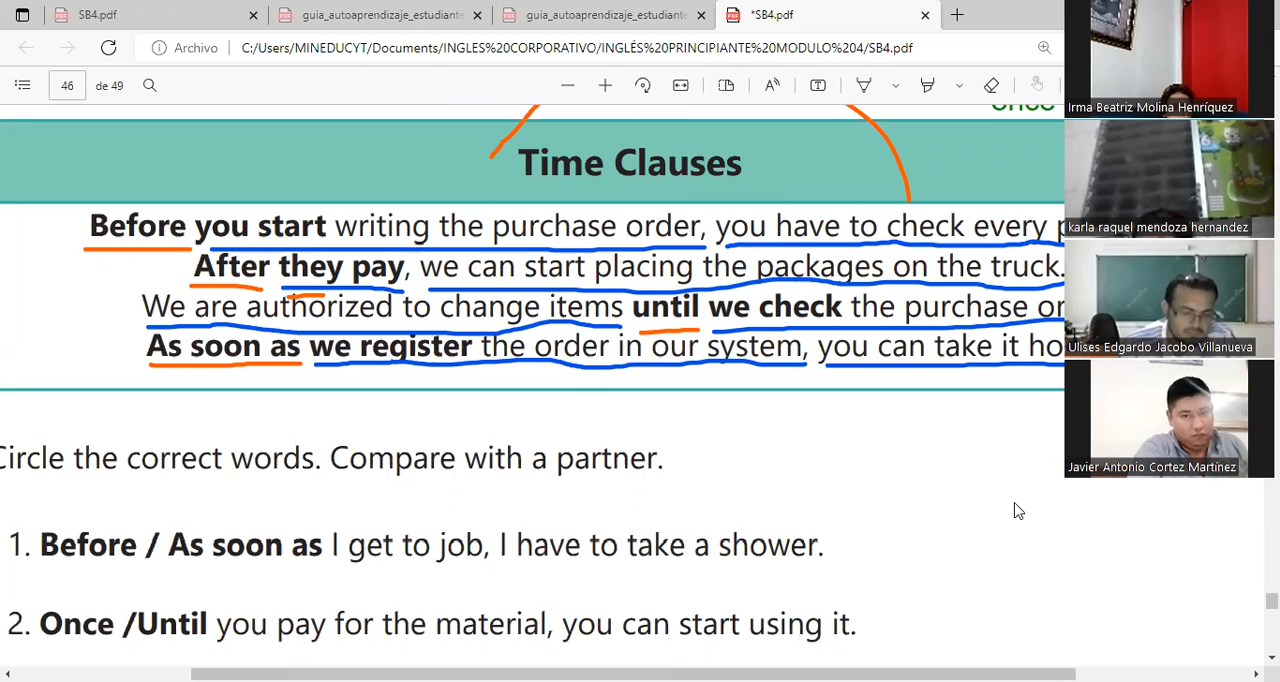 SB4.pdf
guia_autoaprendizaje_estudiante
guia_autoaprendizaje_estudiante
*SB4.pdf
Archivo
C:/Users/MINEDUCYT/Documents/INGLES%20CORPORATIVO/INGLÉS%20PRINCIPIANTE%20MODULO%204/SB4.pdf
46 de 49
once
Time Clauses
Before you start writing the purchase order, you have to check every p
After they pay, we can start placing the packages on the truck.
We are authorized to change items until we check the purchase or
As soon as we register the order in our system, you can take it ho
Circle the correct words. Compare with a partner.
1. Before / As soon as I get to job, I have to take a shower.
2. Once /Until you pay for the material, you can start using it.
Irma Beatriz Molina Henríquez
karla raquel mendoza hernandez
Ulises Edgardo Jacobo Villanueva
Javier Antonio Cortez Martínez